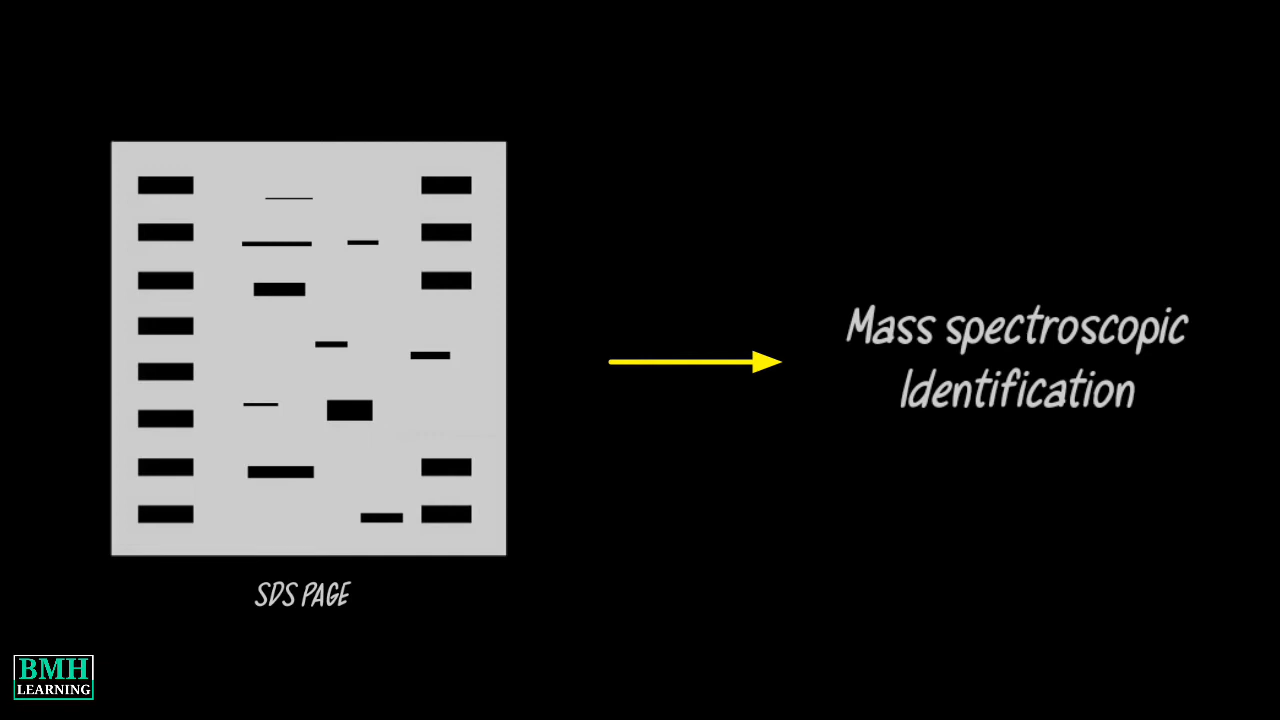 Mass spectroscopic
Identification
SDS PAGE
BMH
LEARNING